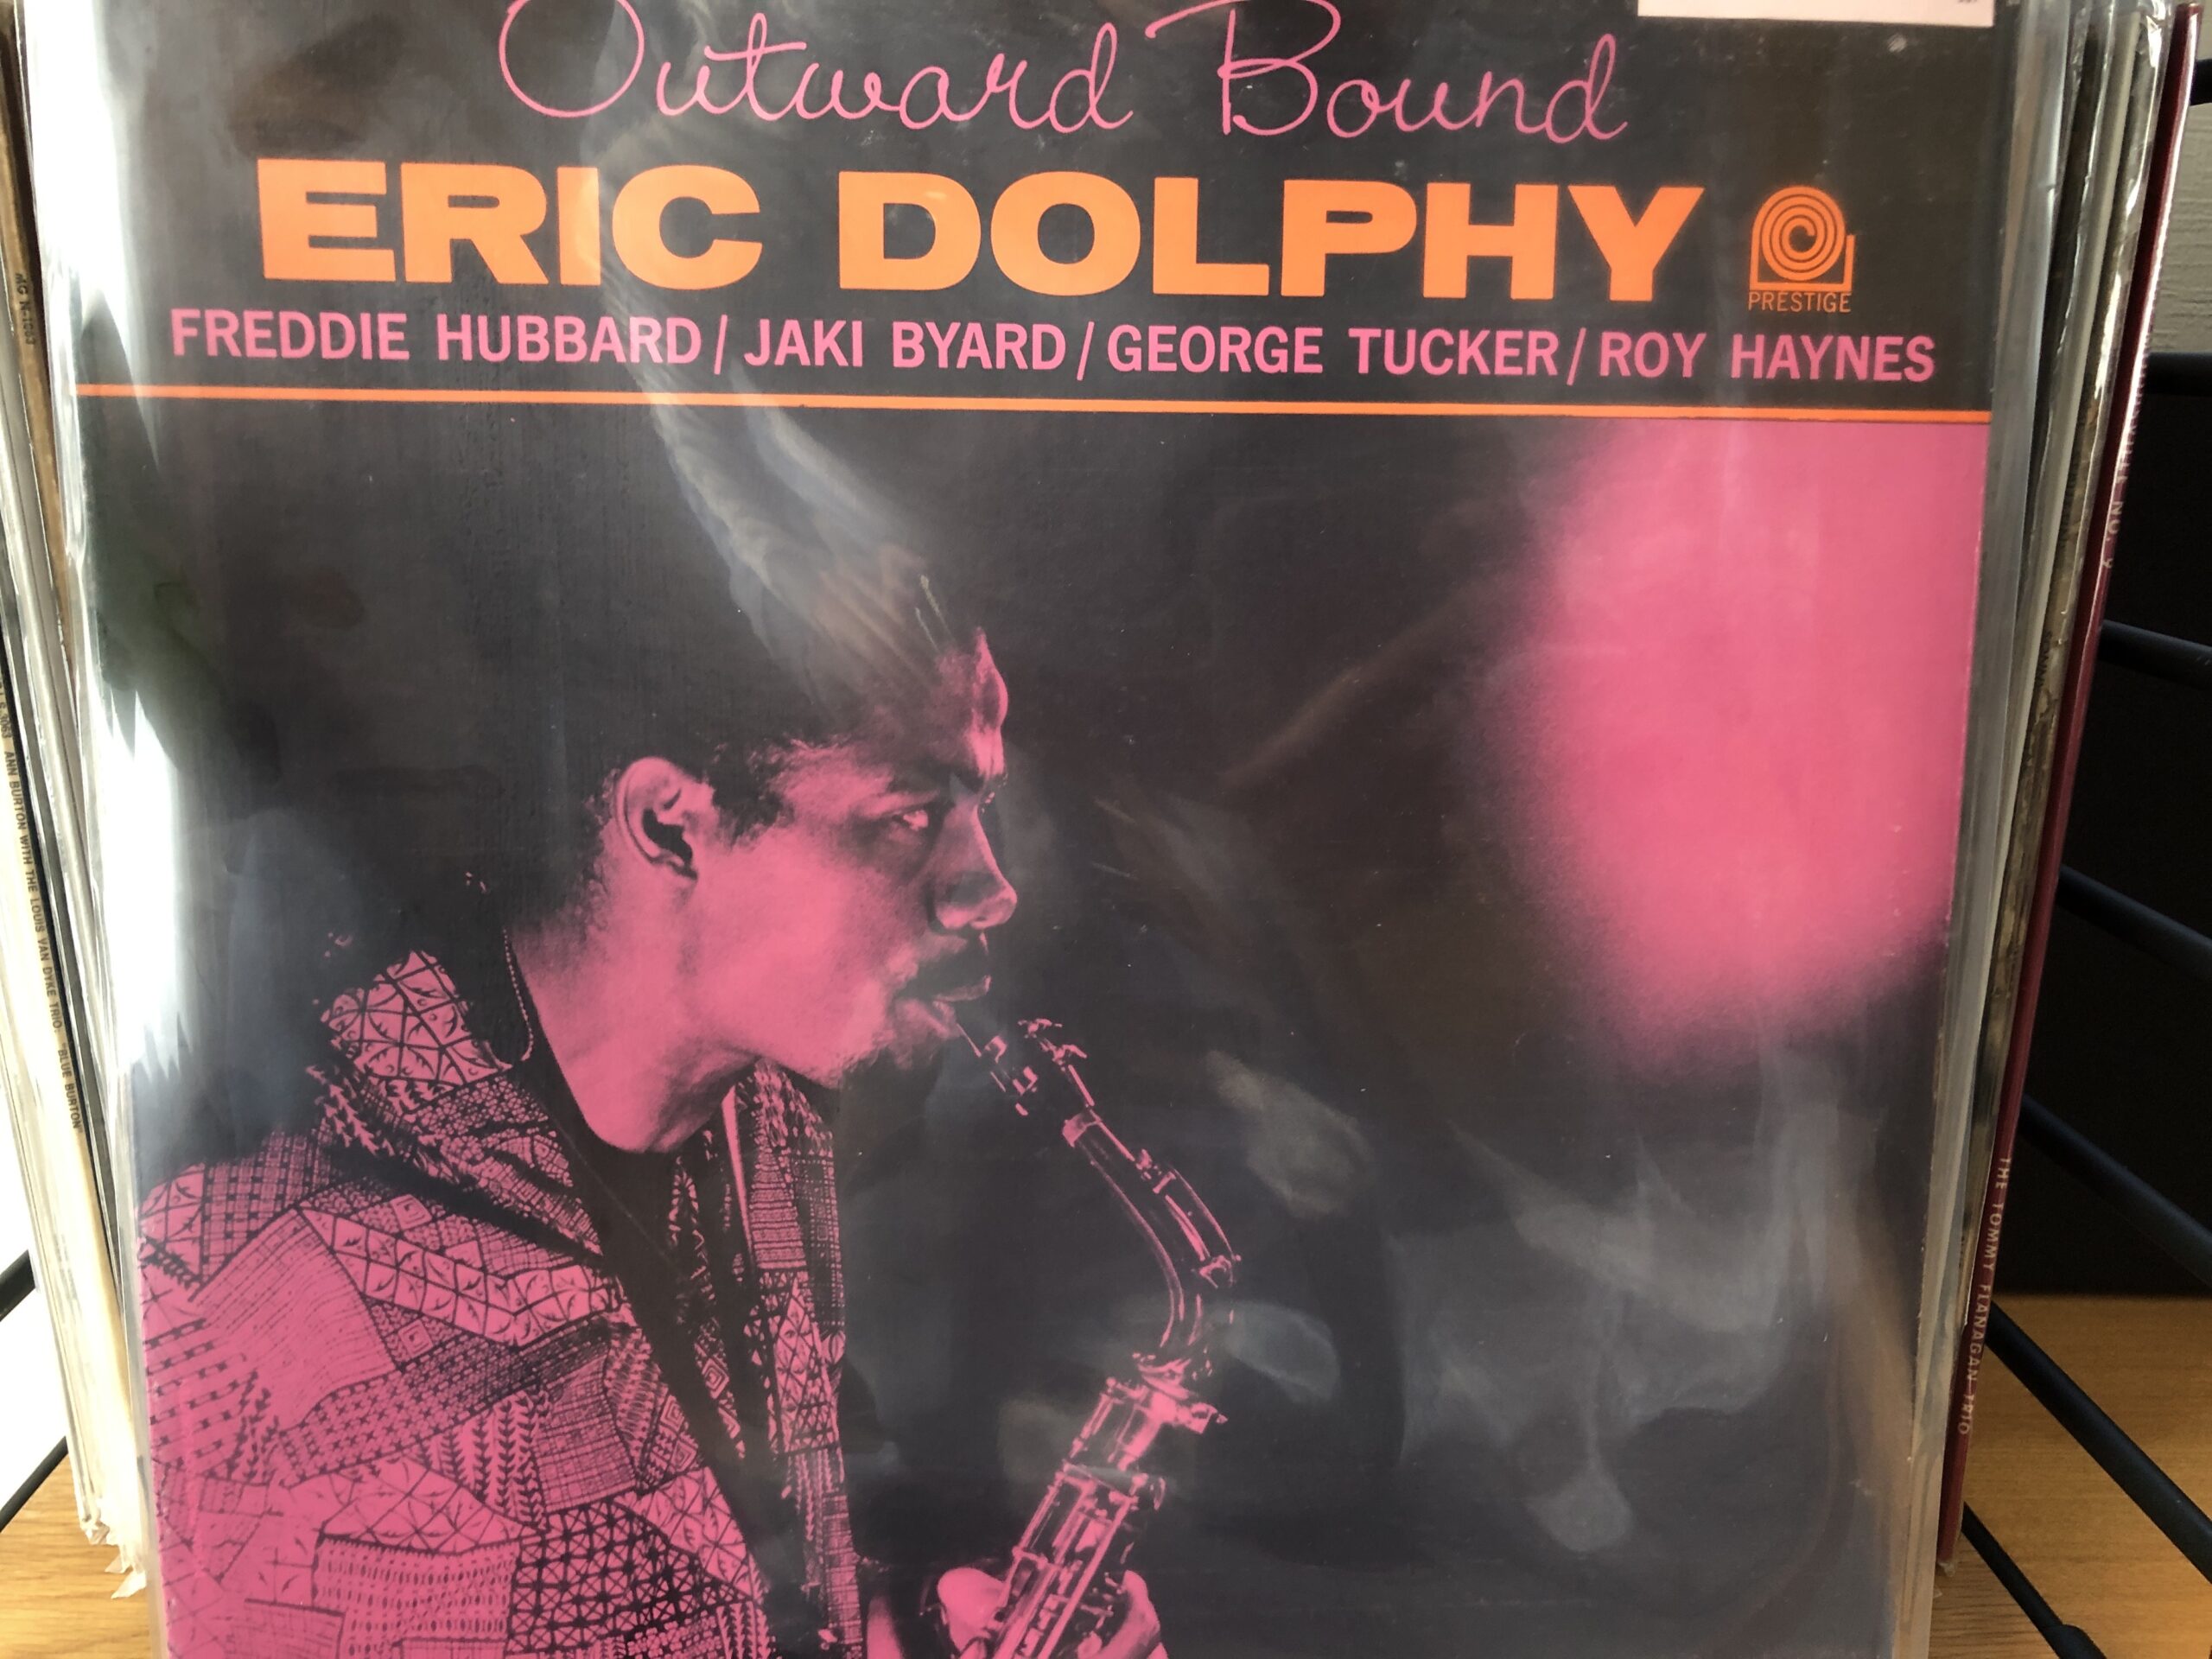 Outward Bound
ERIC DOLPHY
PRESTIGE
FREDDIE HUBBARD/JAKI BYARD/GEORGE TUCKER/ROY HAYNES
ANN BURTON WITH THE LOUIS VAN DYKE TRIO: "BLUE BURTON"
THE TOMMY FLANAGAN TRIO